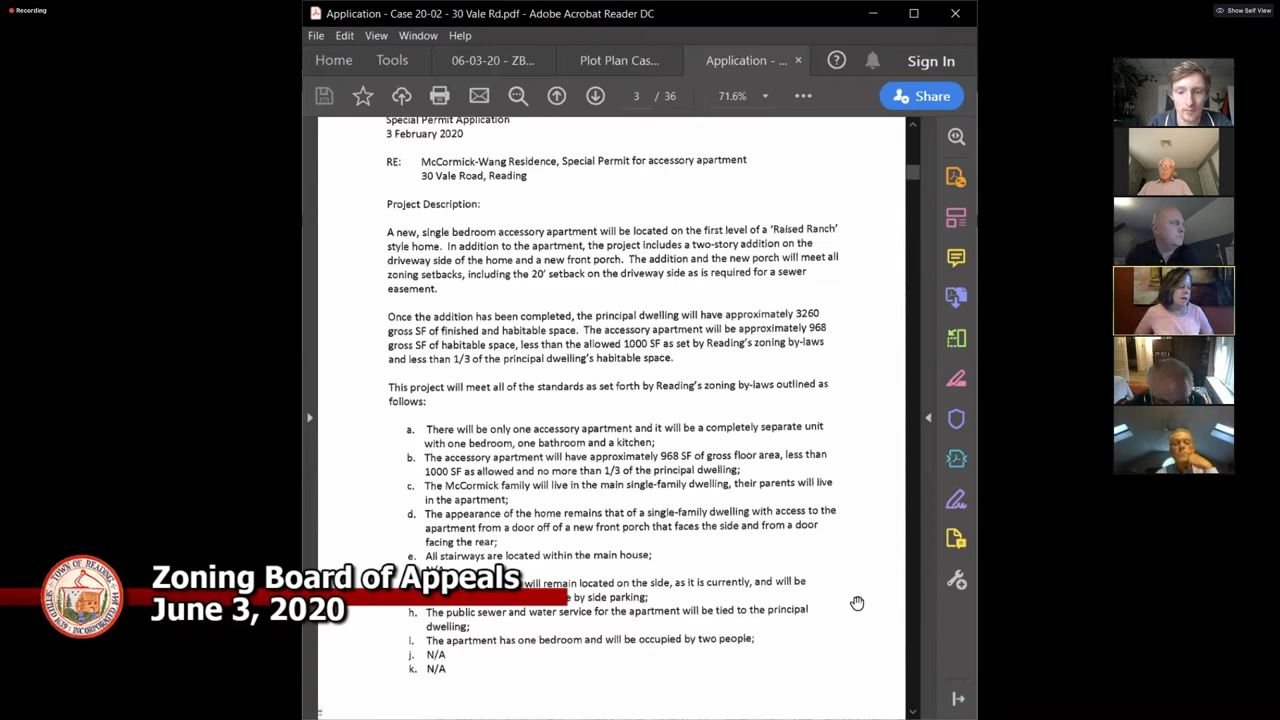 Recording
Show Self View
Application - Case 20-02 - 30 Vale Rd.pdf - Adobe Acrobat Reader DC
File Edit View Window Help
Home Tools 06-03-20 - ZB... Plot Plan Cas... Application - ... Sign In
3 / 36 71.6% Share
Special Permit Application
3 February 2020
RE: McCormick-Wang Residence, Special Permit for accessory apartment
30 Vale Road, Reading
Project Description:
A new, single bedroom accessory apartment will be located on the first level of a 'Raised Ranch'
style home. In addition to the apartment, the project includes a two-story addition on the
driveway side of the home and a new front porch. The addition and the new porch will meet all
zoning setbacks, including the 20' setback on the driveway side as is required for a sewer
easement.
Once the addition has been completed, the principal dwelling will have approximately 3260
gross SF of finished and habitable space. The accessory apartment will be approximately 968
gross SF of habitable space, less than the allowed 1000 SF as set by Reading's zoning by-laws
and less than 1/3 of the principal dwelling's habitable space.
This project will meet all of the standards as set forth by Reading's zoning by-laws outlined as
follows:
a. There will be only one accessory apartment and it will be a completely separate unit
with one bedroom, one bathroom and a kitchen;
b. The accessory apartment will have approximately 968 SF of gross floor area, less than
1000 SF as allowed and no more than 1/3 of the principal dwelling;
c. The McCormick family will live in the main single-family dwelling, their parents will live
in the apartment;
d. The appearance of the home remains that of a single-family dwelling with access to the
apartment from a door off of a new front porch that faces the side and from a door
facing the rear;
e. All stairways are located within the main house;
will remain located on the side, as it is currently, and will be
by side parking;
h. The public sewer and water service for the apartment will be tied to the principal
dwelling;
i. The apartment has one bedroom and will be occupied by two people;
j. N/A
k. N/A
TOWN OF READING
Zoning Board of Appeals
June 3, 2020